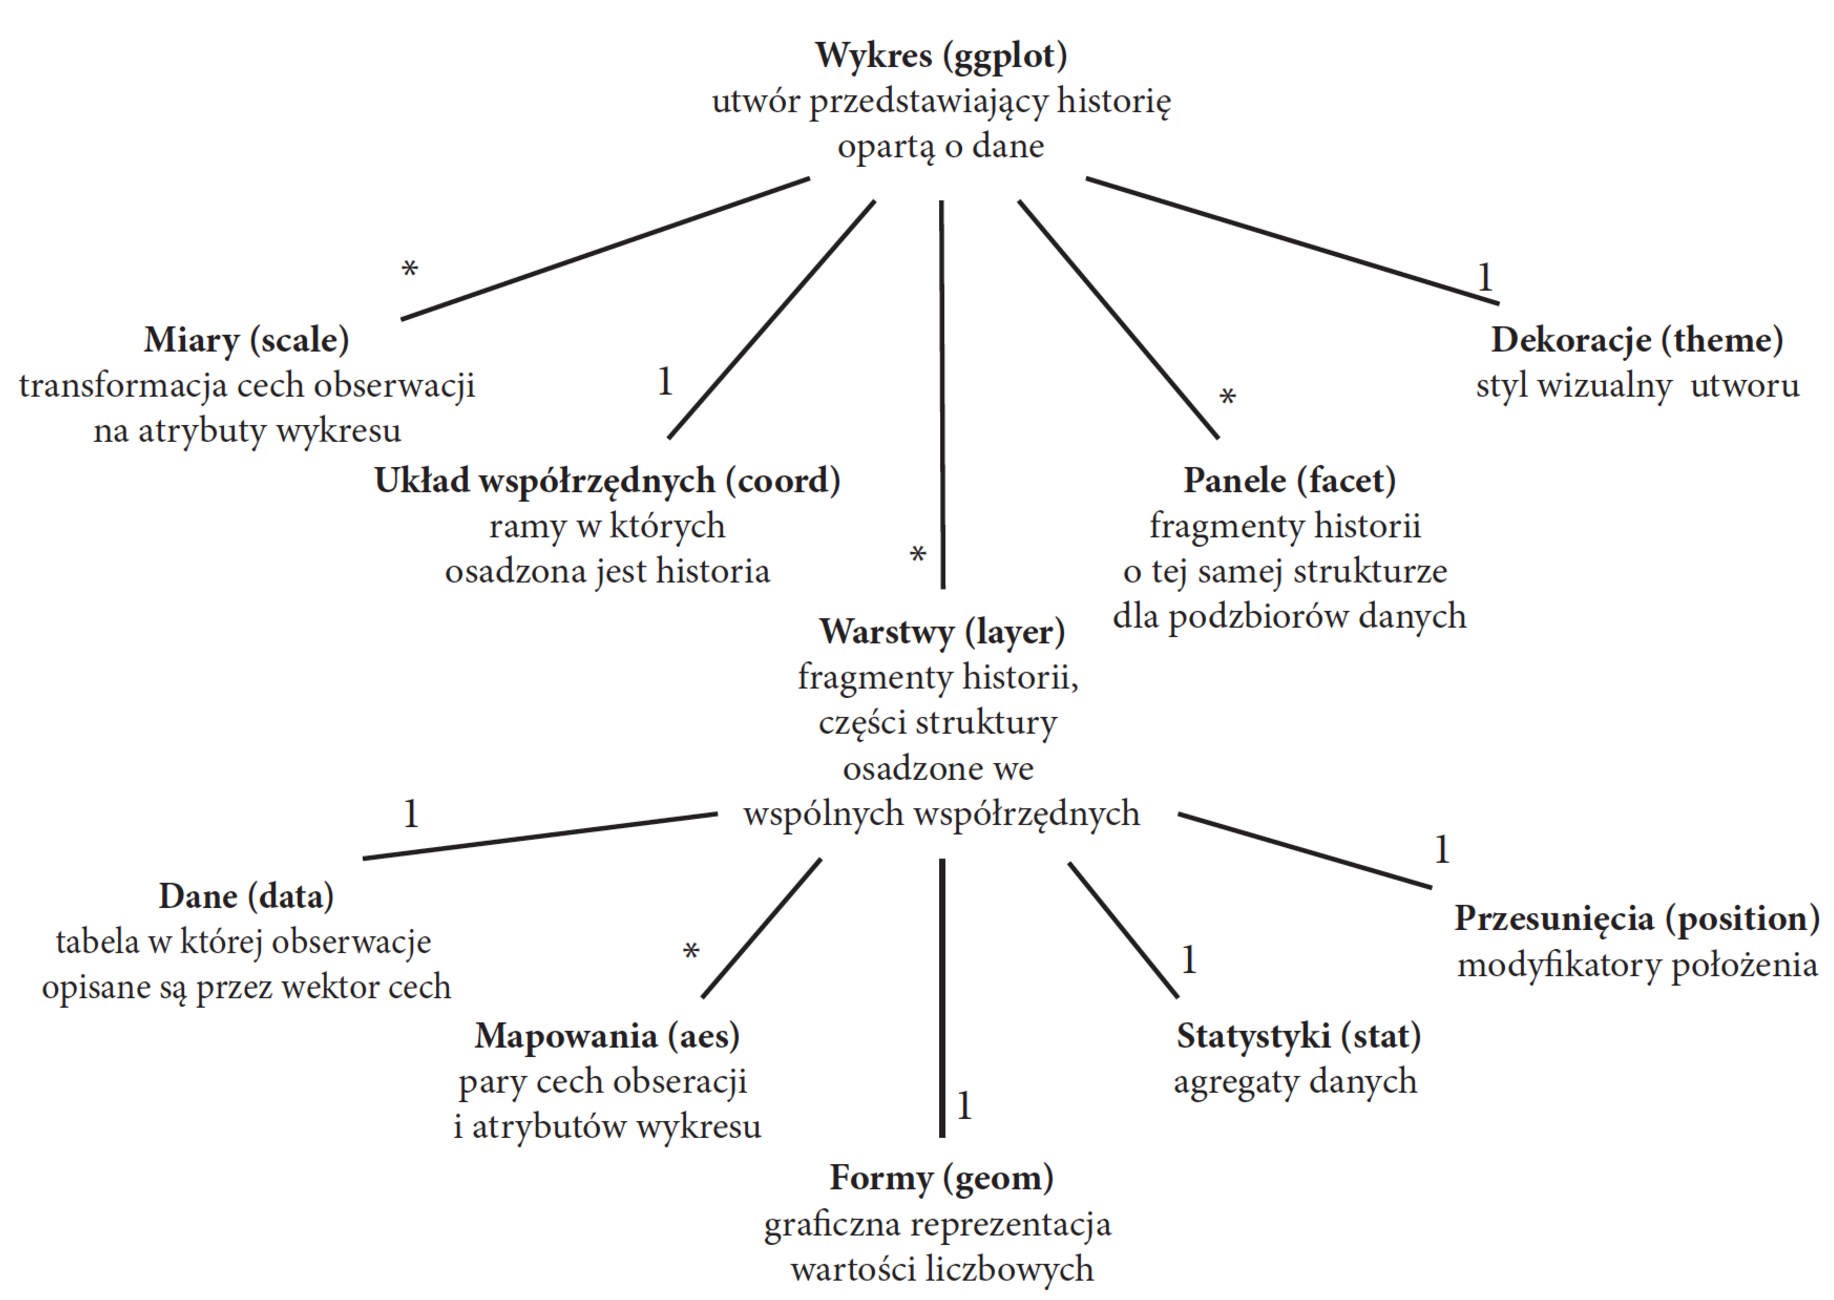 Wykres (ggplot)
utwór przedstawiający historię
opartą o dane
*
1
*
*
1
Miary (scale)
transformacja cech obserwacji
na atrybuty wykresu
Układ współrzędnych (coord)
ramy w których
osadzona jest historia
Warstwy (layer)
fragmenty historii,
części struktury
osadzone we
wspólnych współrzędnych
Panele (facet)
fragmenty historii
o tej samej strukturze
dla podzbiorów danych
Dekoracje (theme)
styl wizualny utworu
1
*
1
1
1
Dane (data)
tabela w której obserwacje
opisane są przez wektor cech
Mapowania (aes)
pary cech obseracji
i atrybutów wykresu
Formy (geom)
graficzna reprezentacja
wartości liczbowych
Statystyki (stat)
agregaty danych
Przesunięcia (position)
modyfikatory położenia